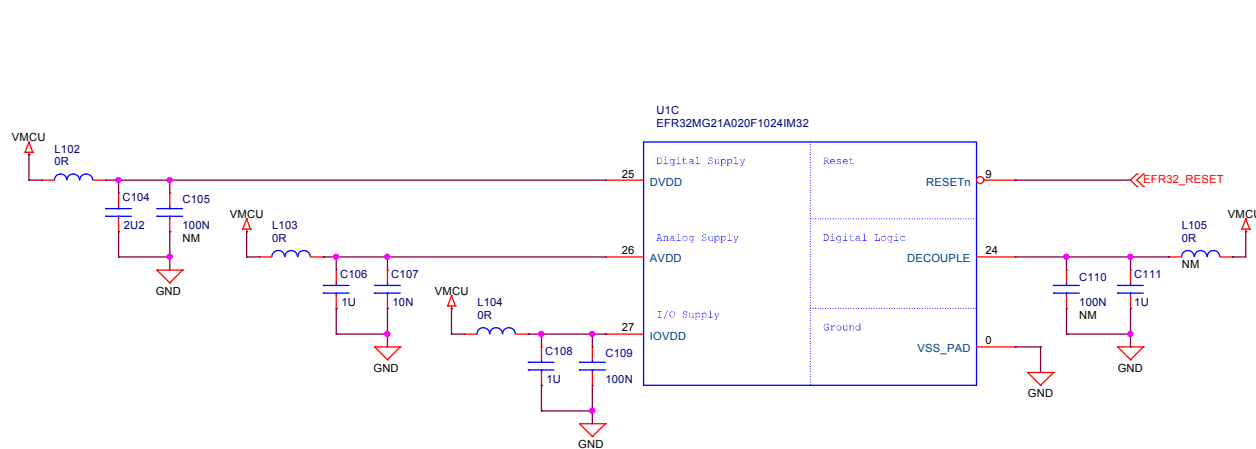 U1C
EFR32MG21A020F1024IM32
VMCU
L102
0R
C104
2U2
C105
100N
NM
GND
25
DVDD
Digital Supply
Reset
RESETn
9
EFR32_RESET
VMCU
L103
0R
C106
1U
C107
10N
GND
26
AVDD
Analog Supply
Digital Logic
DECOUPLE
24
L105
0R
NM
VMCU
C110
100N
NM
C111
1U
GND
VMCU
L104
0R
C108
1U
C109
100N
GND
27
IOVDD
I/O Supply
Ground
VSS_PAD
0
GND